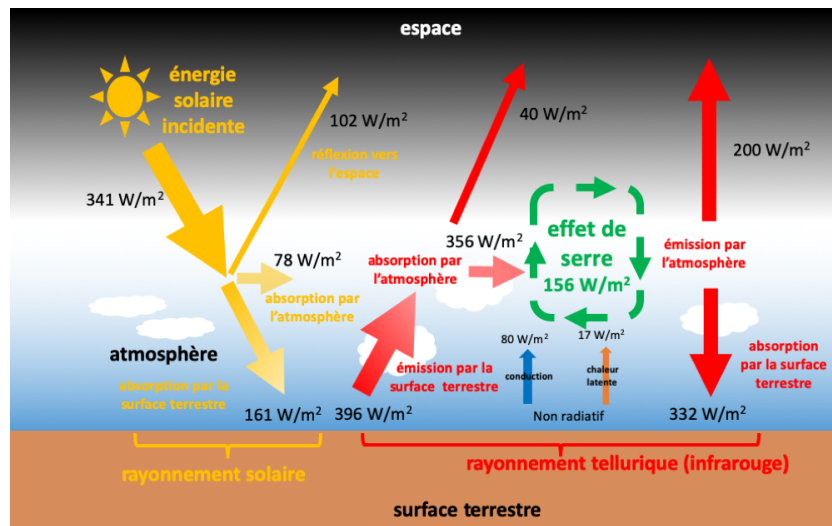 espace
énergie
solaire
incidente
341 W/m²
102 W/m²
réflexion vers
l'espace
78 W/m²
absorption par
l'atmosphère
atmosphère
absorption par la
surface terrestre
161 W/m²
rayonnement solaire
40 W/m²
356 W/m²
absorption par
l'atmosphère
émission par la
surface terrestre
396 W/m²
effet de
serre
156 W/m²
80 W/m²
conduction
17 W/m²
chaleur
latente
Non radiatif
200 W/m²
émission par
l'atmosphère
absorption
par la surface
terrestre
332 W/m²
rayonnement tellurique (infrarouge)
surface terrestre